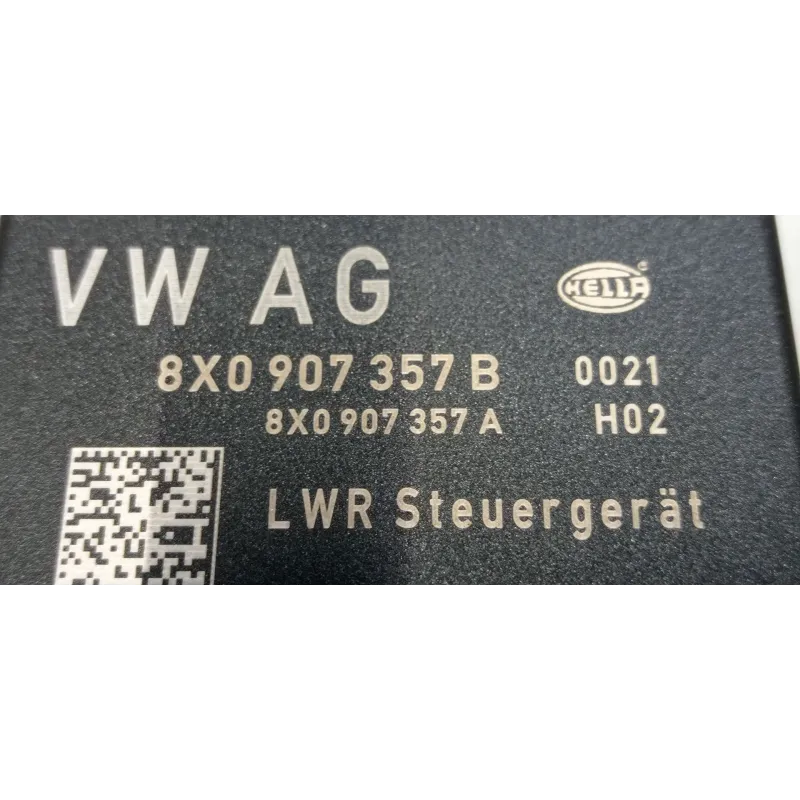 VW AG HELLA
8X0 907 357 B 0021
8X0 907 357 A H02
LWR Steuergerät